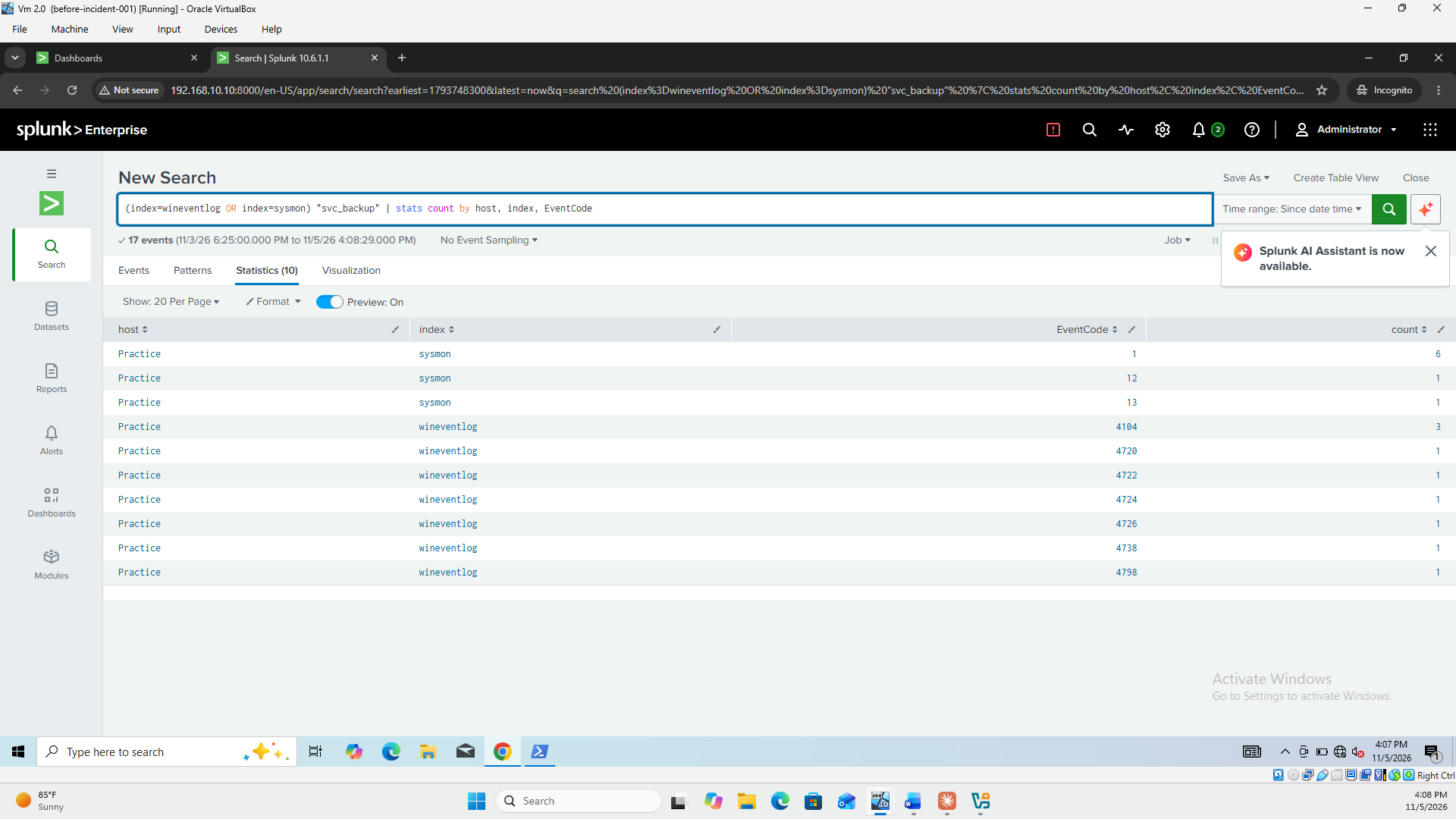 Vm 2.0 (before-incident-001) [Running] - Oracle VirtualBox
File Machine View Input Devices Help
Dashboards
Search | Splunk 10.6.1.1
Not secure 192.168.10.10:8000/en-US/app/search/search?earliest=1793748300&latest=now&q=search%20(index%3Dwineventlog%20OR%20index%3Dsysmon)%20"svc_backup"%20%7C%20stats%20count%20by%20host%2C%20index%2C%20EventCo... Incognito
splunk>Enterprise
2
Administrator
New Search
Save As Create Table View Close
(index=wineventlog OR index=sysmon) "svc_backup" | stats count by host, index, EventCode
Time range: Since date time
17 events (11/3/26 6:25:00.000 PM to 11/5/26 4:08:29.000 PM) No Event Sampling Job
Splunk AI Assistant is now
available.
Events Patterns Statistics (10) Visualization
Show: 20 Per Page Format Preview: On
Search
Datasets
Reports
Alerts
Dashboards
Modules
host index EventCode count
Practice sysmon 1 6
Practice sysmon 12 1
Practice sysmon 13 1
Practice wineventlog 4104 3
Practice wineventlog 4720 1
Practice wineventlog 4722 1
Practice wineventlog 4724 1
Practice wineventlog 4726 1
Practice wineventlog 4738 1
Practice wineventlog 4798 1
Activate Windows
Go to Settings to activate Windows.
Type here to search
4:07 PM
11/5/2026
1
Right Ctrl
85°F
Sunny
Search
4:08 PM
11/5/2026